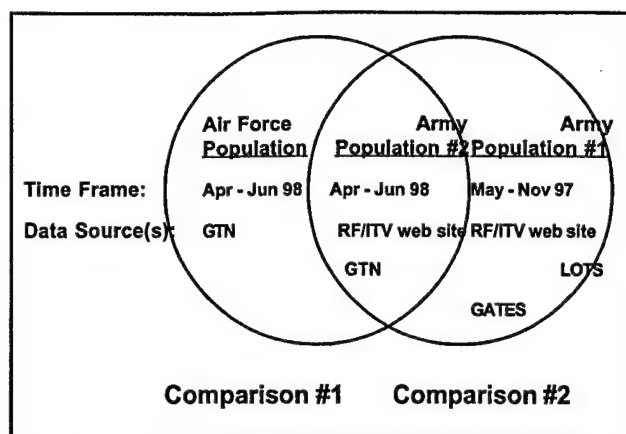 Air Force Army Army
Population Population #2 Population #1
Time Frame: Apr - Jun 98 Apr - Jun 98 May - Nov 97
Data Source(s): GTN RF/ITV web site RF/ITV web site
GTN LOTS
GATES
Comparison #1 Comparison #2